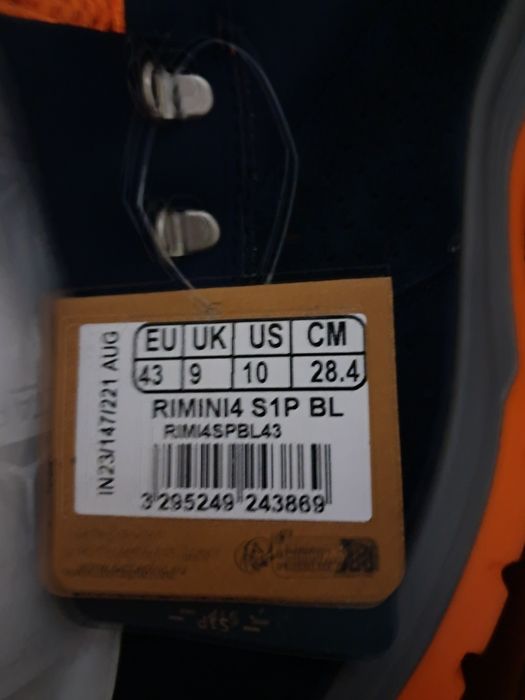 EU UK US CM
43 9 10 28.4
RIMINI4 S1P BL
RIMI4SPBL43
3 295249 243869
IN23/147/221 AUG